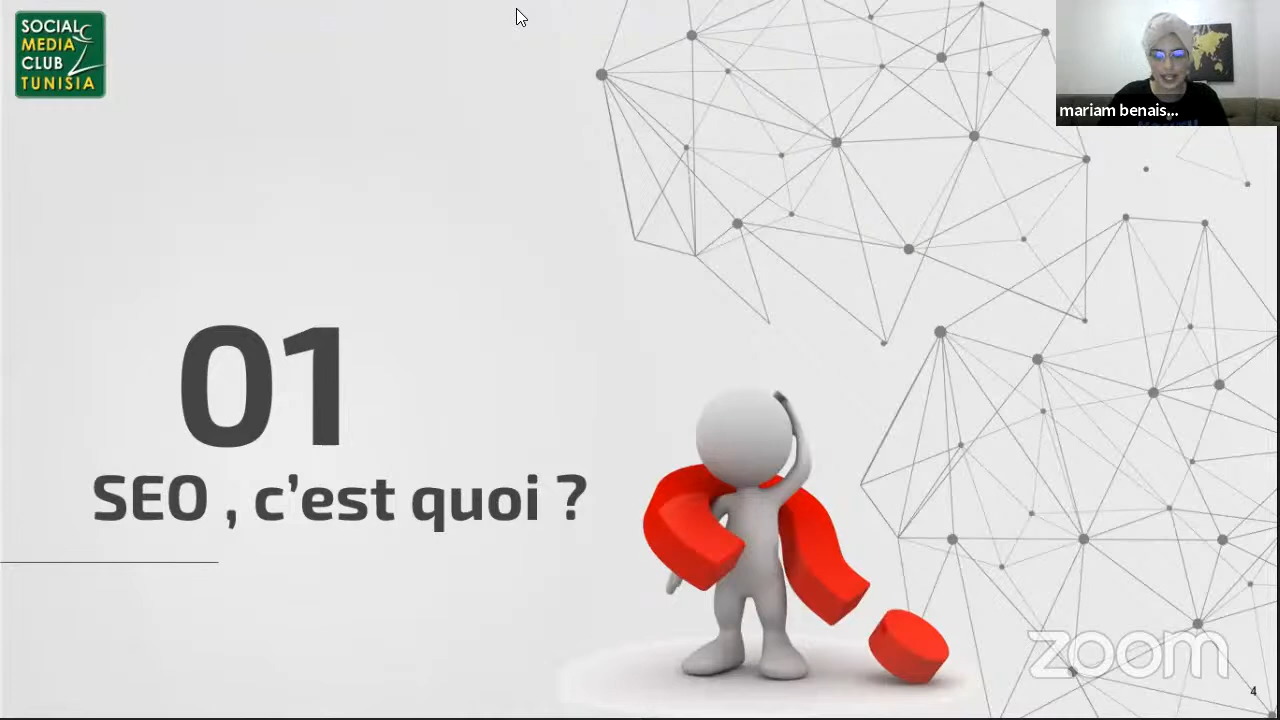 SOCIAL
MEDIA
CLUB
TUNISIA
mariam benais...
01
SEO , c’est quoi ?
zoom
4